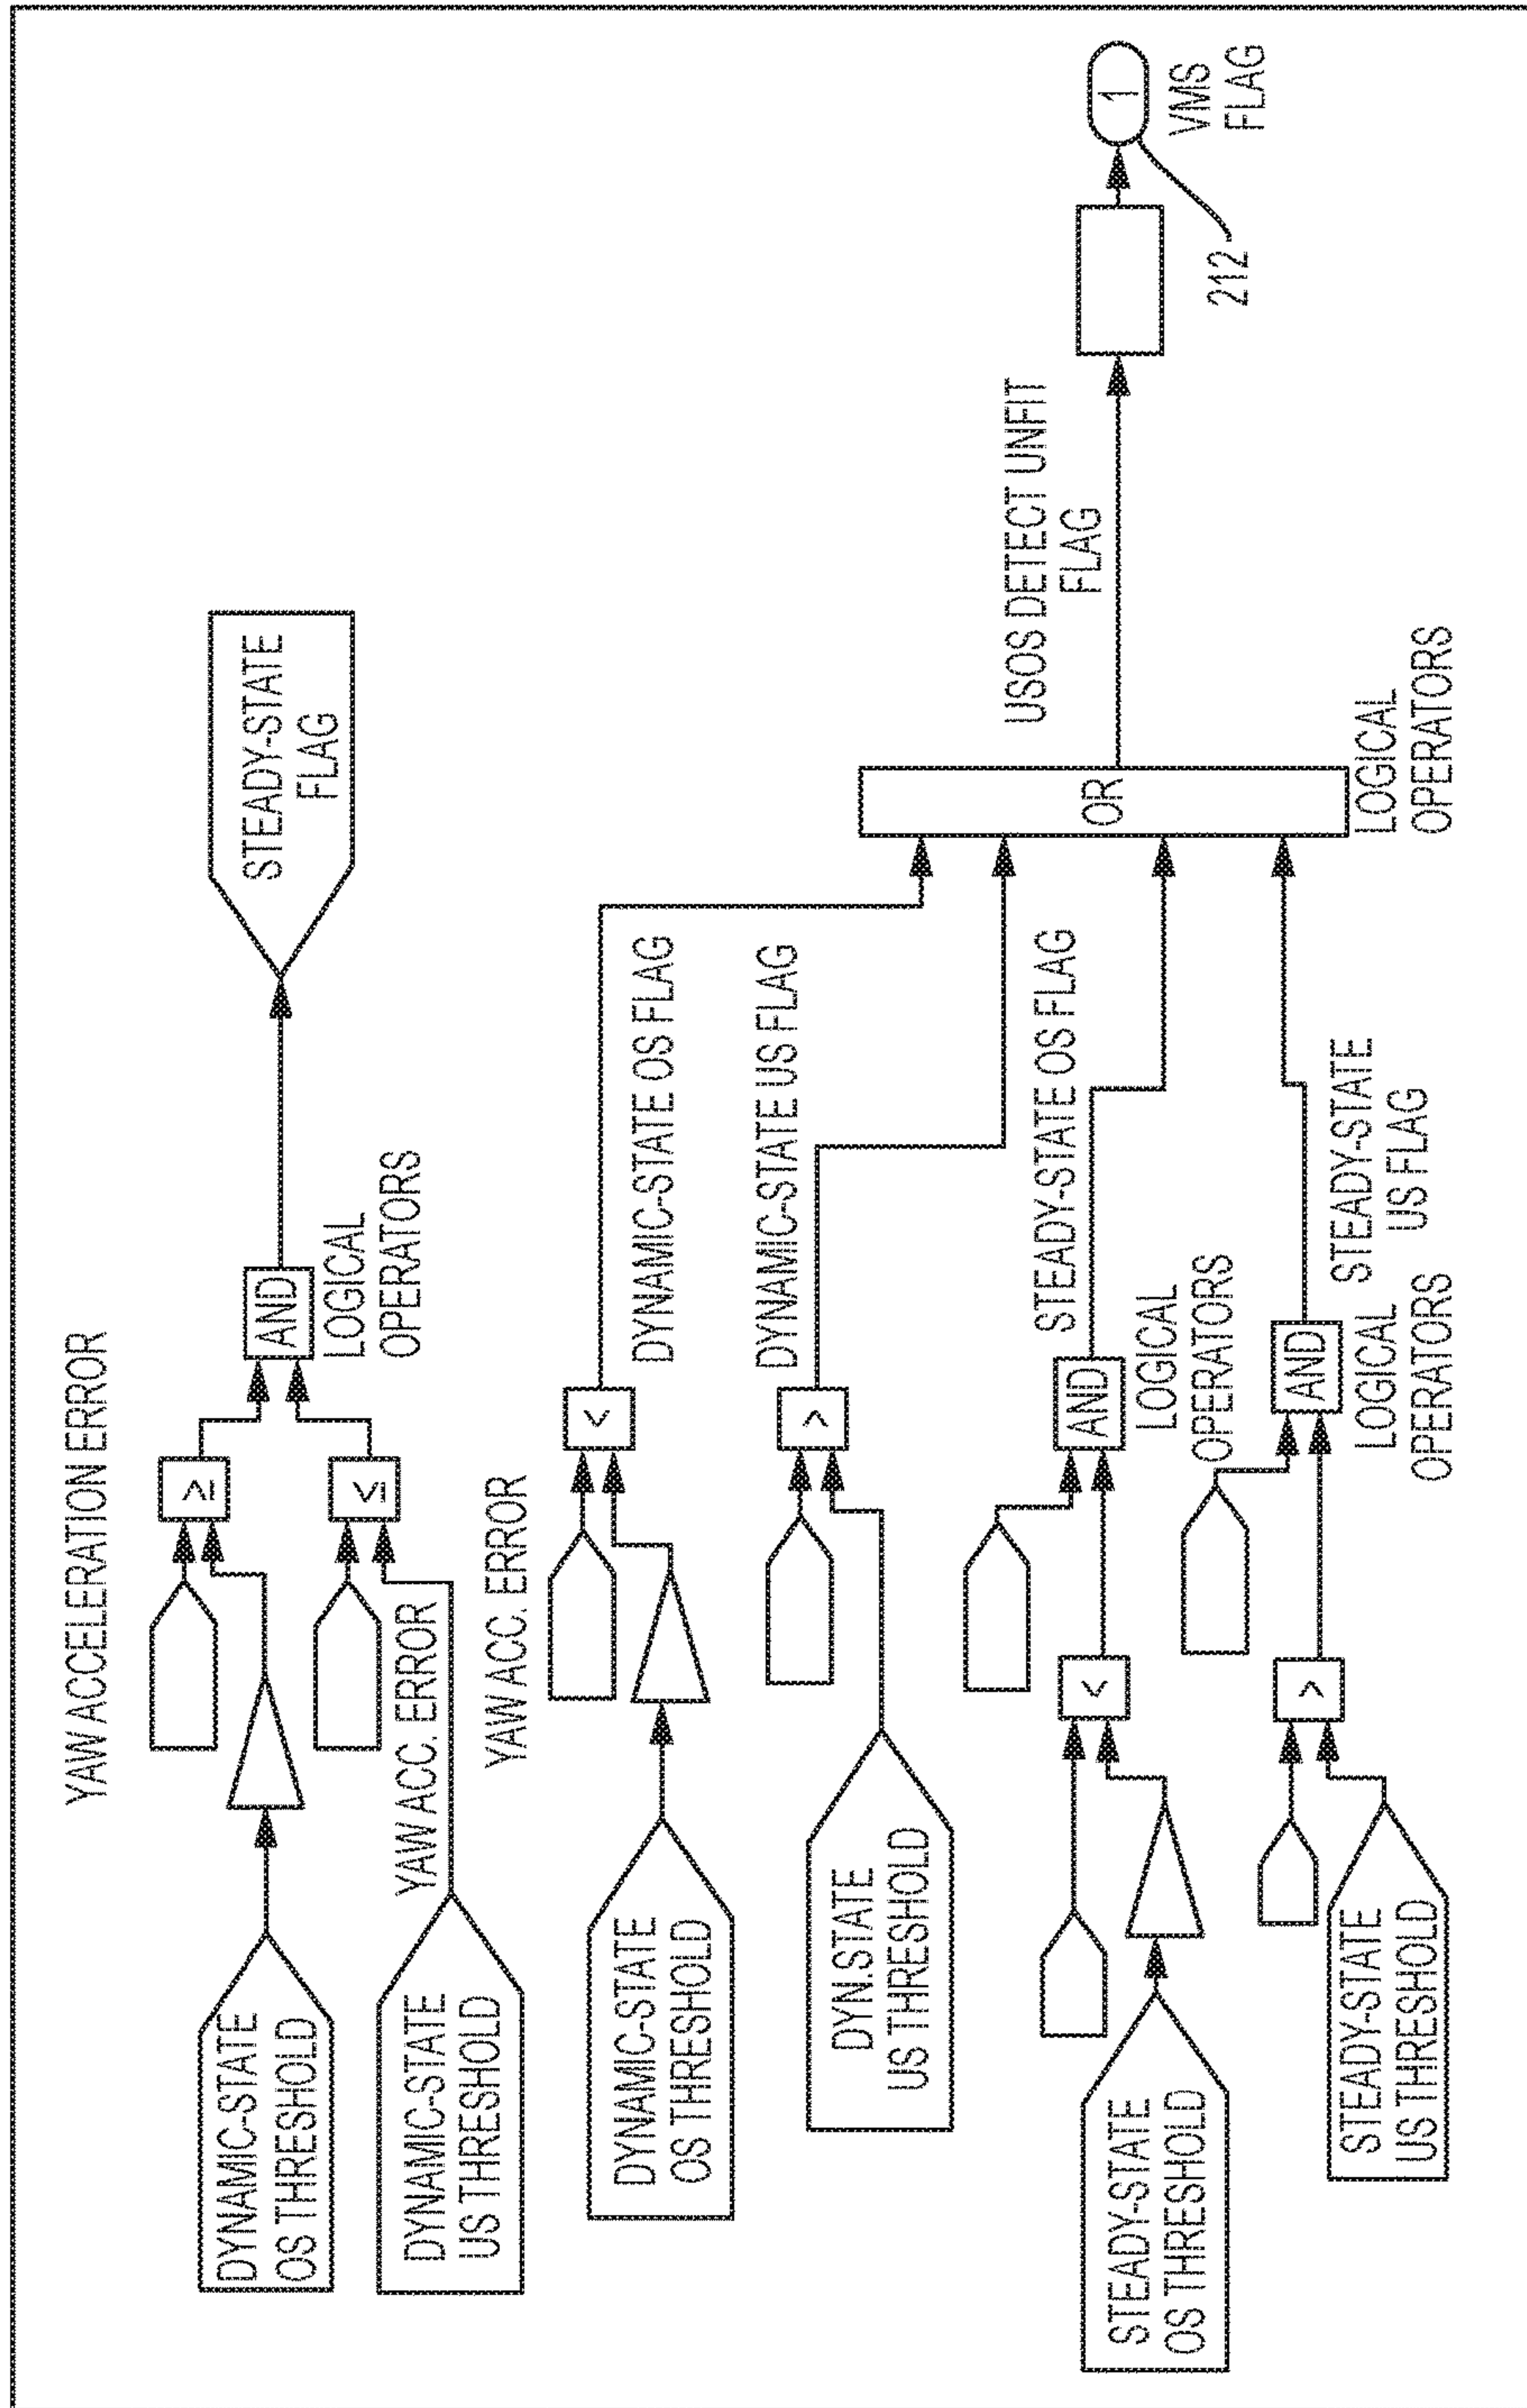 YAW ACCELERATION ERROR
≥
DYNAMIC-STATE
OS THRESHOLD
AND
STEADY-STATE
FLAG
LOGICAL
OPERATORS
≤
YAW ACC. ERROR
DYNAMIC-STATE
US THRESHOLD
YAW ACC. ERROR
<
DYNAMIC-STATE
OS THRESHOLD
DYNAMIC-STATE OS FLAG
DYNAMIC-STATE US FLAG
>
DYN.STATE
US THRESHOLD
STEADY-STATE OS FLAG
AND
LOGICAL
OPERATORS
<
STEADY-STATE
OS THRESHOLD
OR
LOGICAL
OPERATORS
USOS DETECT UNFIT
FLAG
1
VMS
FLAG
212
AND
LOGICAL
OPERATORS
>
STEADY-STATE
US FLAG
STEADY-STATE
US THRESHOLD